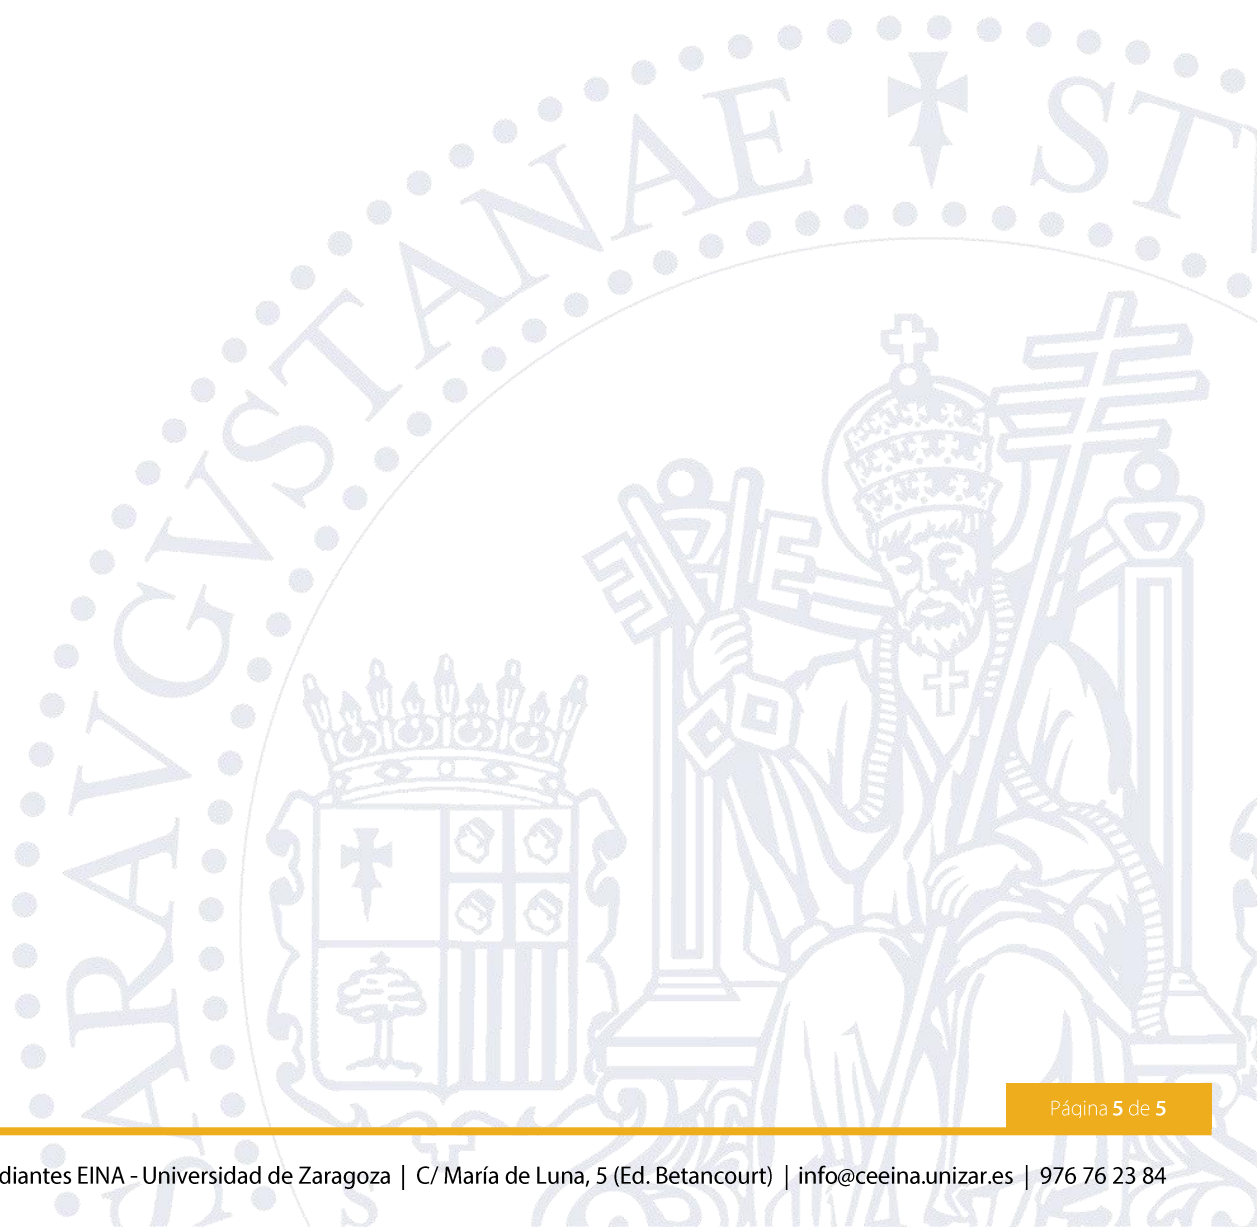 SARAVGVSTANAE ST
Página 5 de 5
diantes EINA - Universidad de Zaragoza | C/ María de Luna, 5 (Ed. Betancourt) | info@ceeina.unizar.es | 976 76 23 84